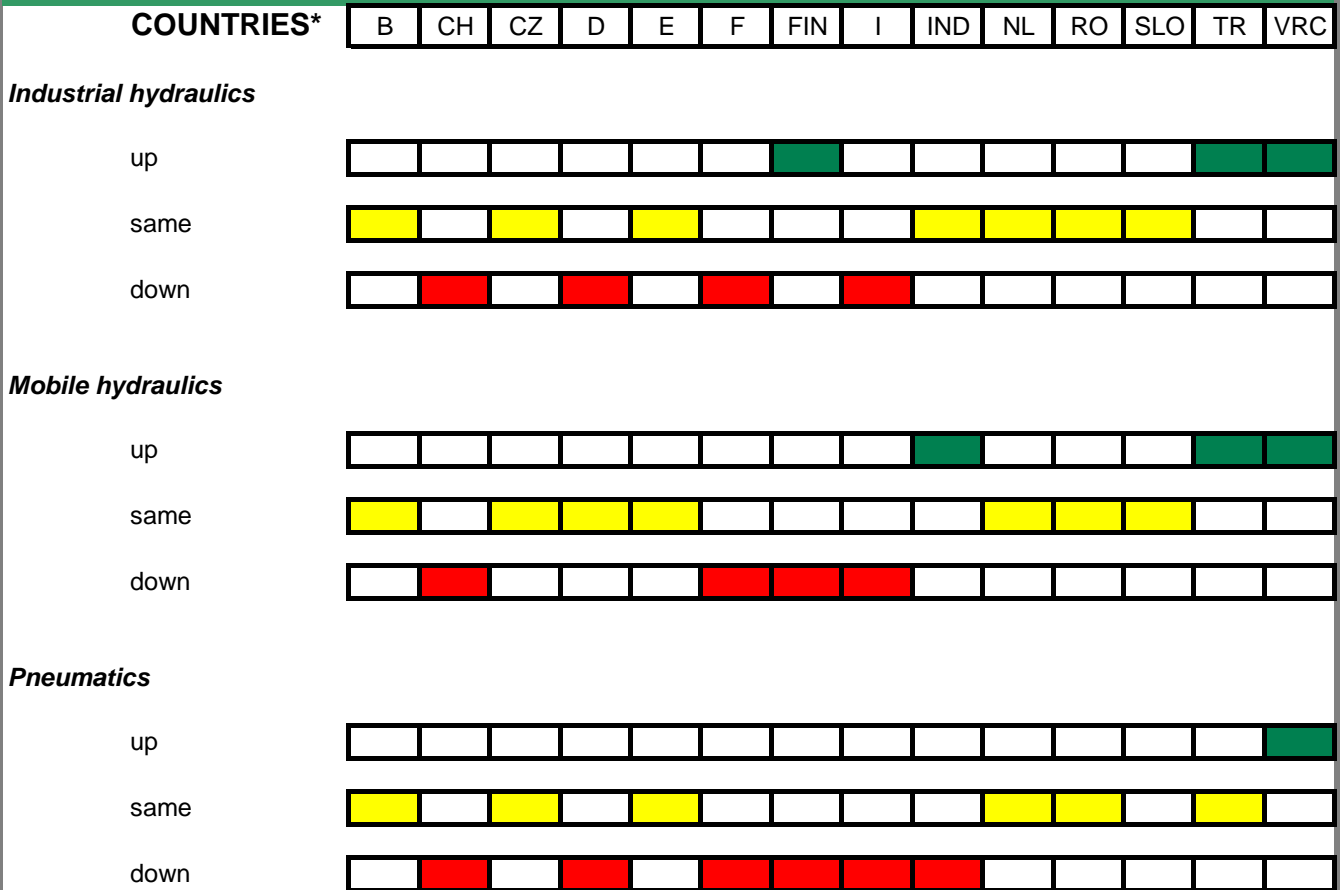 COUNTRIES* B CH CZ D E F FIN I IND NL RO SLO TR VRC
Industrial hydraulics
up
same
down
Mobile hydraulics
up
same
down
Pneumatics
up
same
down